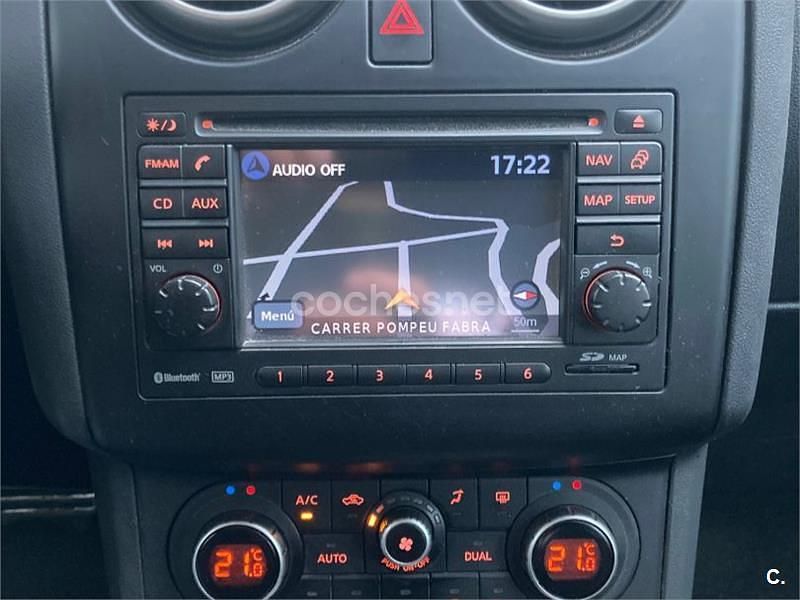 AUDIO OFF
17:22
FM·AM
CD
AUX
VOL
NAV
MAP
SETUP
coches.net
Menú
50m
CARRER POMPEU FABRA
SD MAP
Bluetooth
MP3
1 2 3 4 5 6
A/C
21.0 °C
AUTO
PUSH ON·OFF
DUAL
21.0 °C
C.